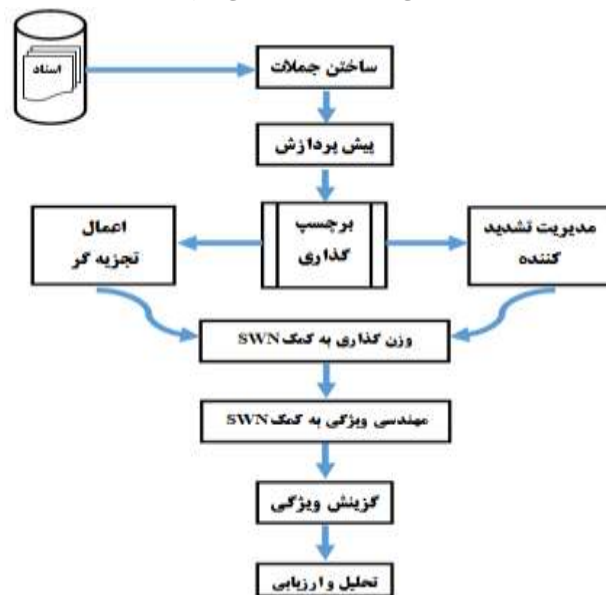 اسناد
ساختن جملات
پیش پردازش
برچسب
گذاری
مدیریت تشدید
کننده
اعمال
تجزیه گر
وزن گذاری به کمک SWN
مهندسی ویژگی به کمک SWN
گزینش ویژگی
تحلیل و ارزیابی